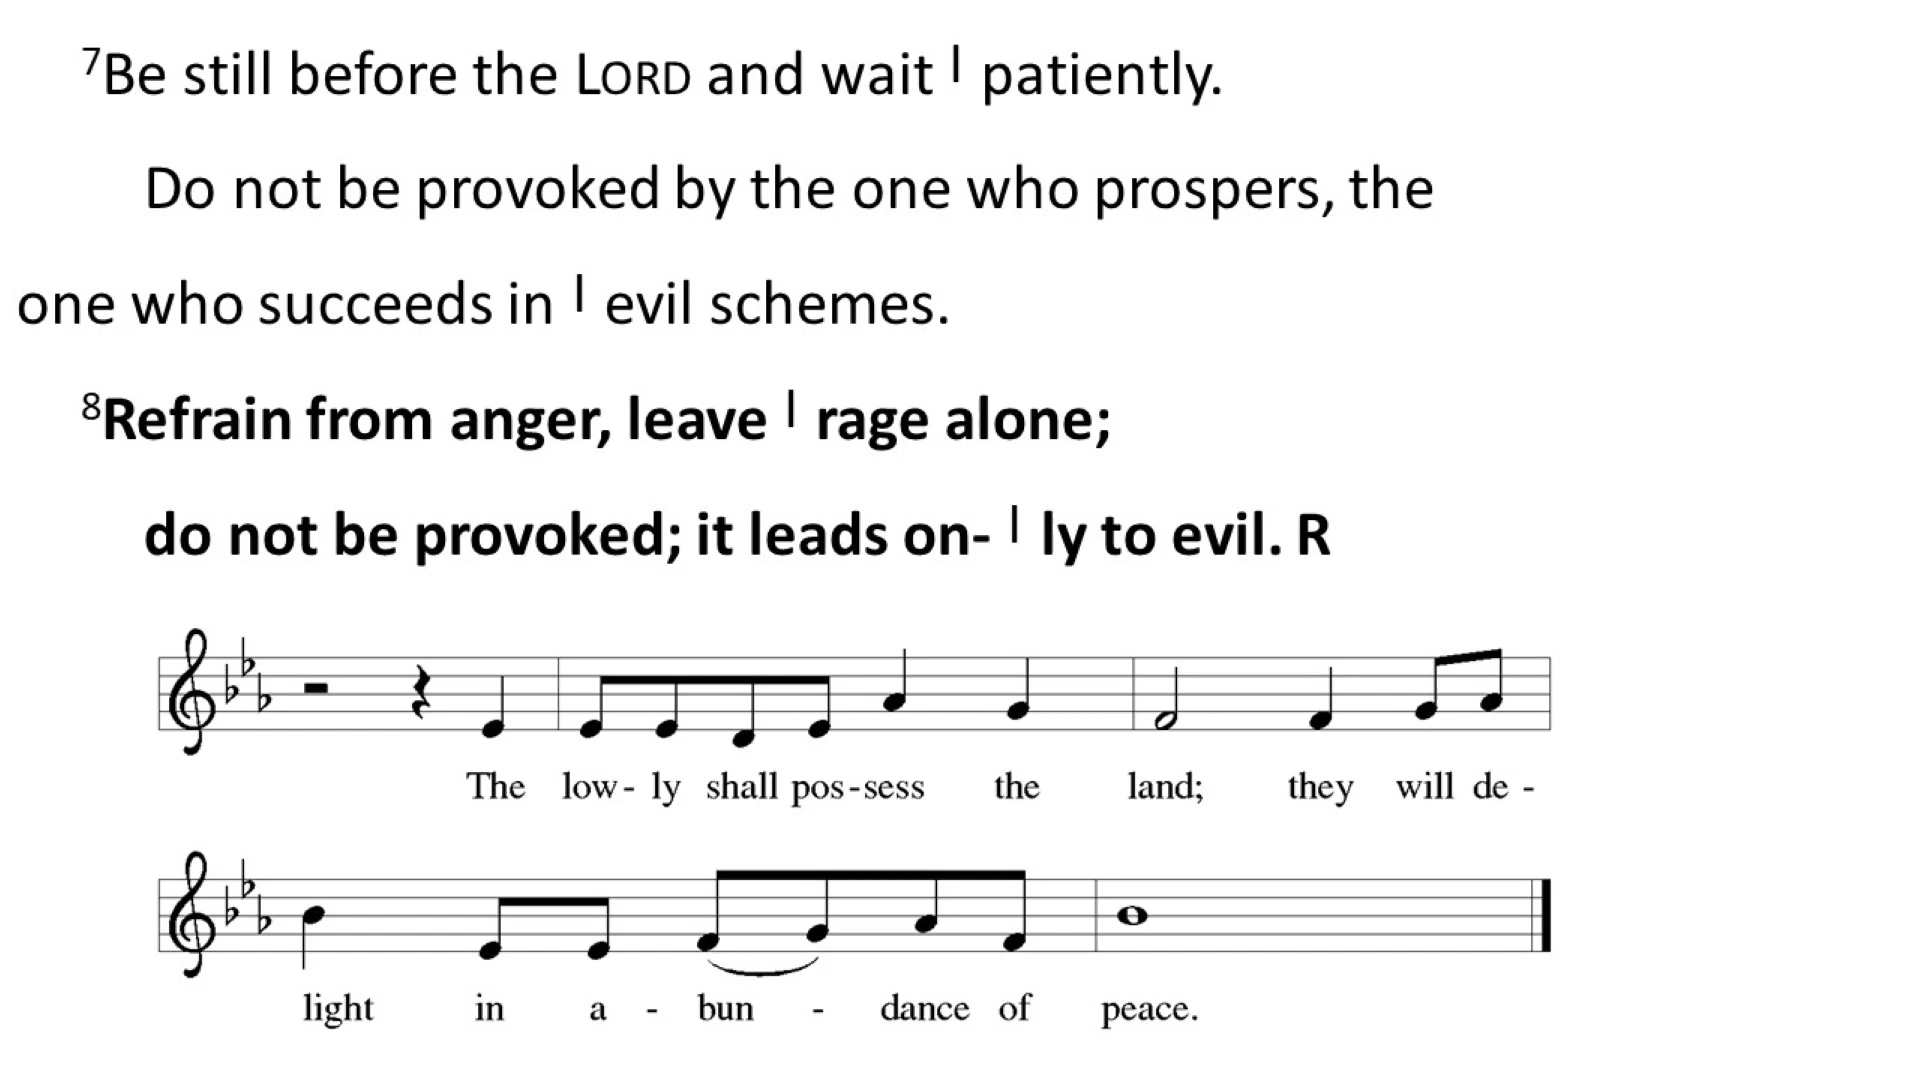 ⁷Be still before the LORD and wait | patiently.
Do not be provoked by the one who prospers, the
one who succeeds in | evil schemes.
⁸Refrain from anger, leave | rage alone;
do not be provoked; it leads on- | ly to evil. R
The low- ly shall pos-sess the land; they will de -
light in a - bun - dance of peace.